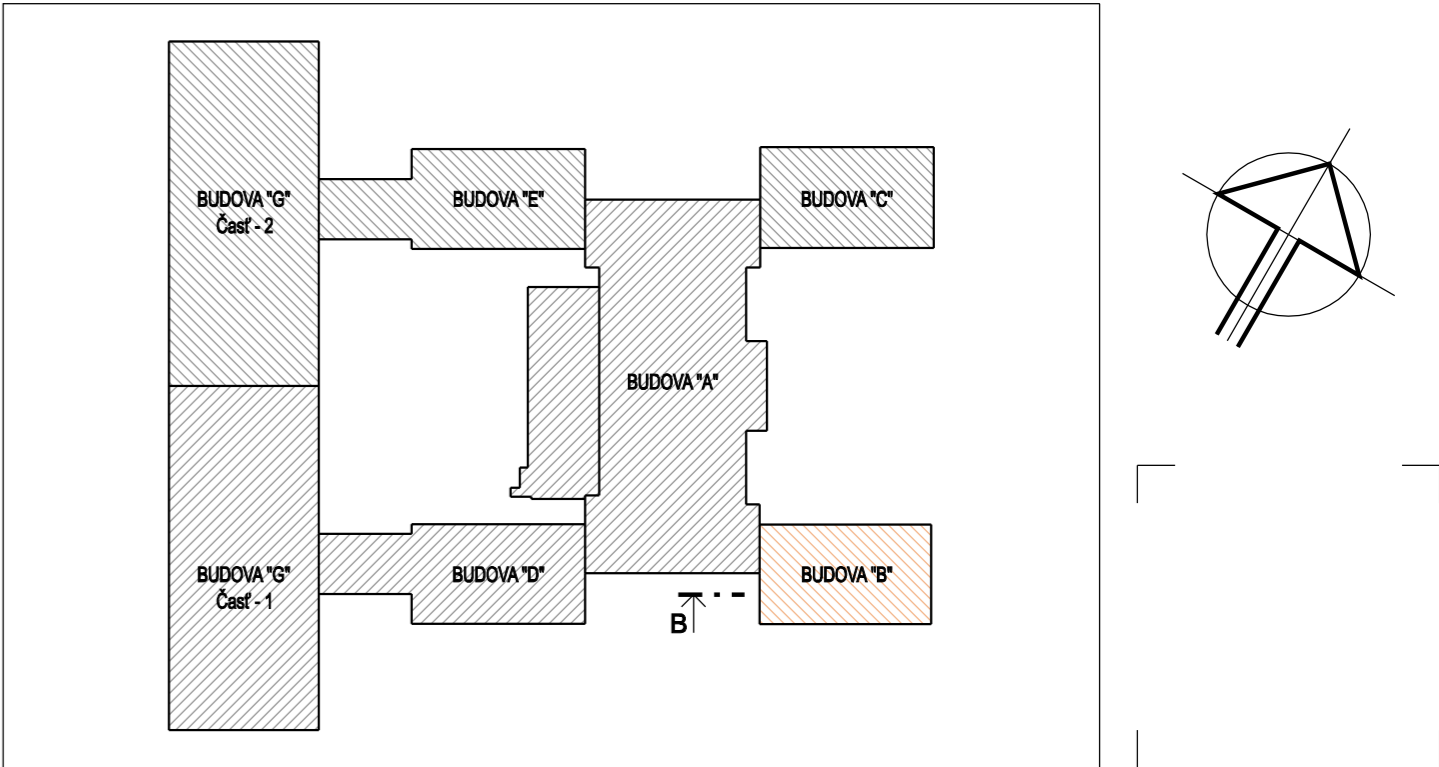 BUDOVA "G"
Časť - 2
BUDOVA "E"
BUDOVA "C"
BUDOVA "A"
BUDOVA "G"
Časť - 1
BUDOVA "D"
BUDOVA "B"
B